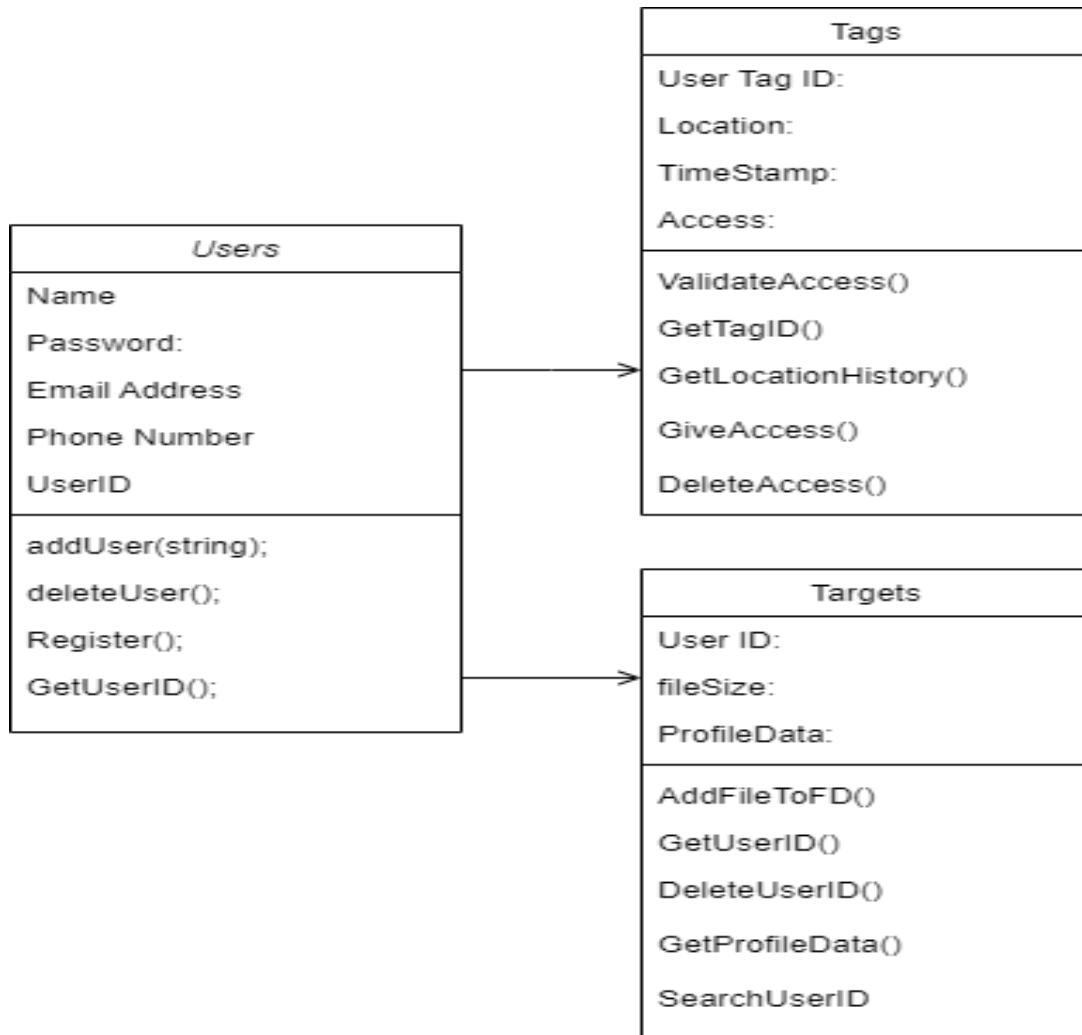 Tags
User Tag ID:
Location:
TimeStamp:
Access:
ValidateAccess()
GetTagID()
GetLocationHistory()
GiveAccess()
DeleteAccess()
Users
Name
Password:
Email Address
Phone Number
UserID
addUser(string);
deleteUser();
Register();
GetUserID();
Targets
User ID:
fileSize:
ProfileData:
AddFileToFD()
GetUserID()
DeleteUserID()
GetProfileData()
SearchUserID